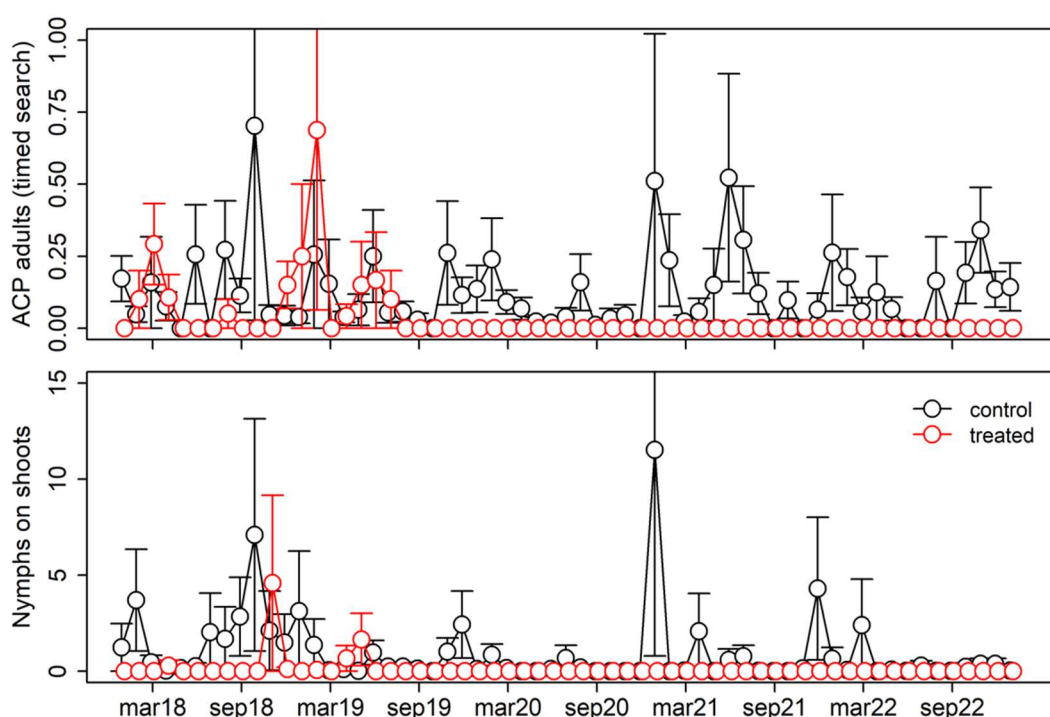 ACP adults (timed search)
1.00
0.75
0.50
0.25
0.00
Nymphs on shoots
15
10
5
0
control
treated
mar18 sep18 mar19 sep19 mar20 sep20 mar21 sep21 mar22 sep22